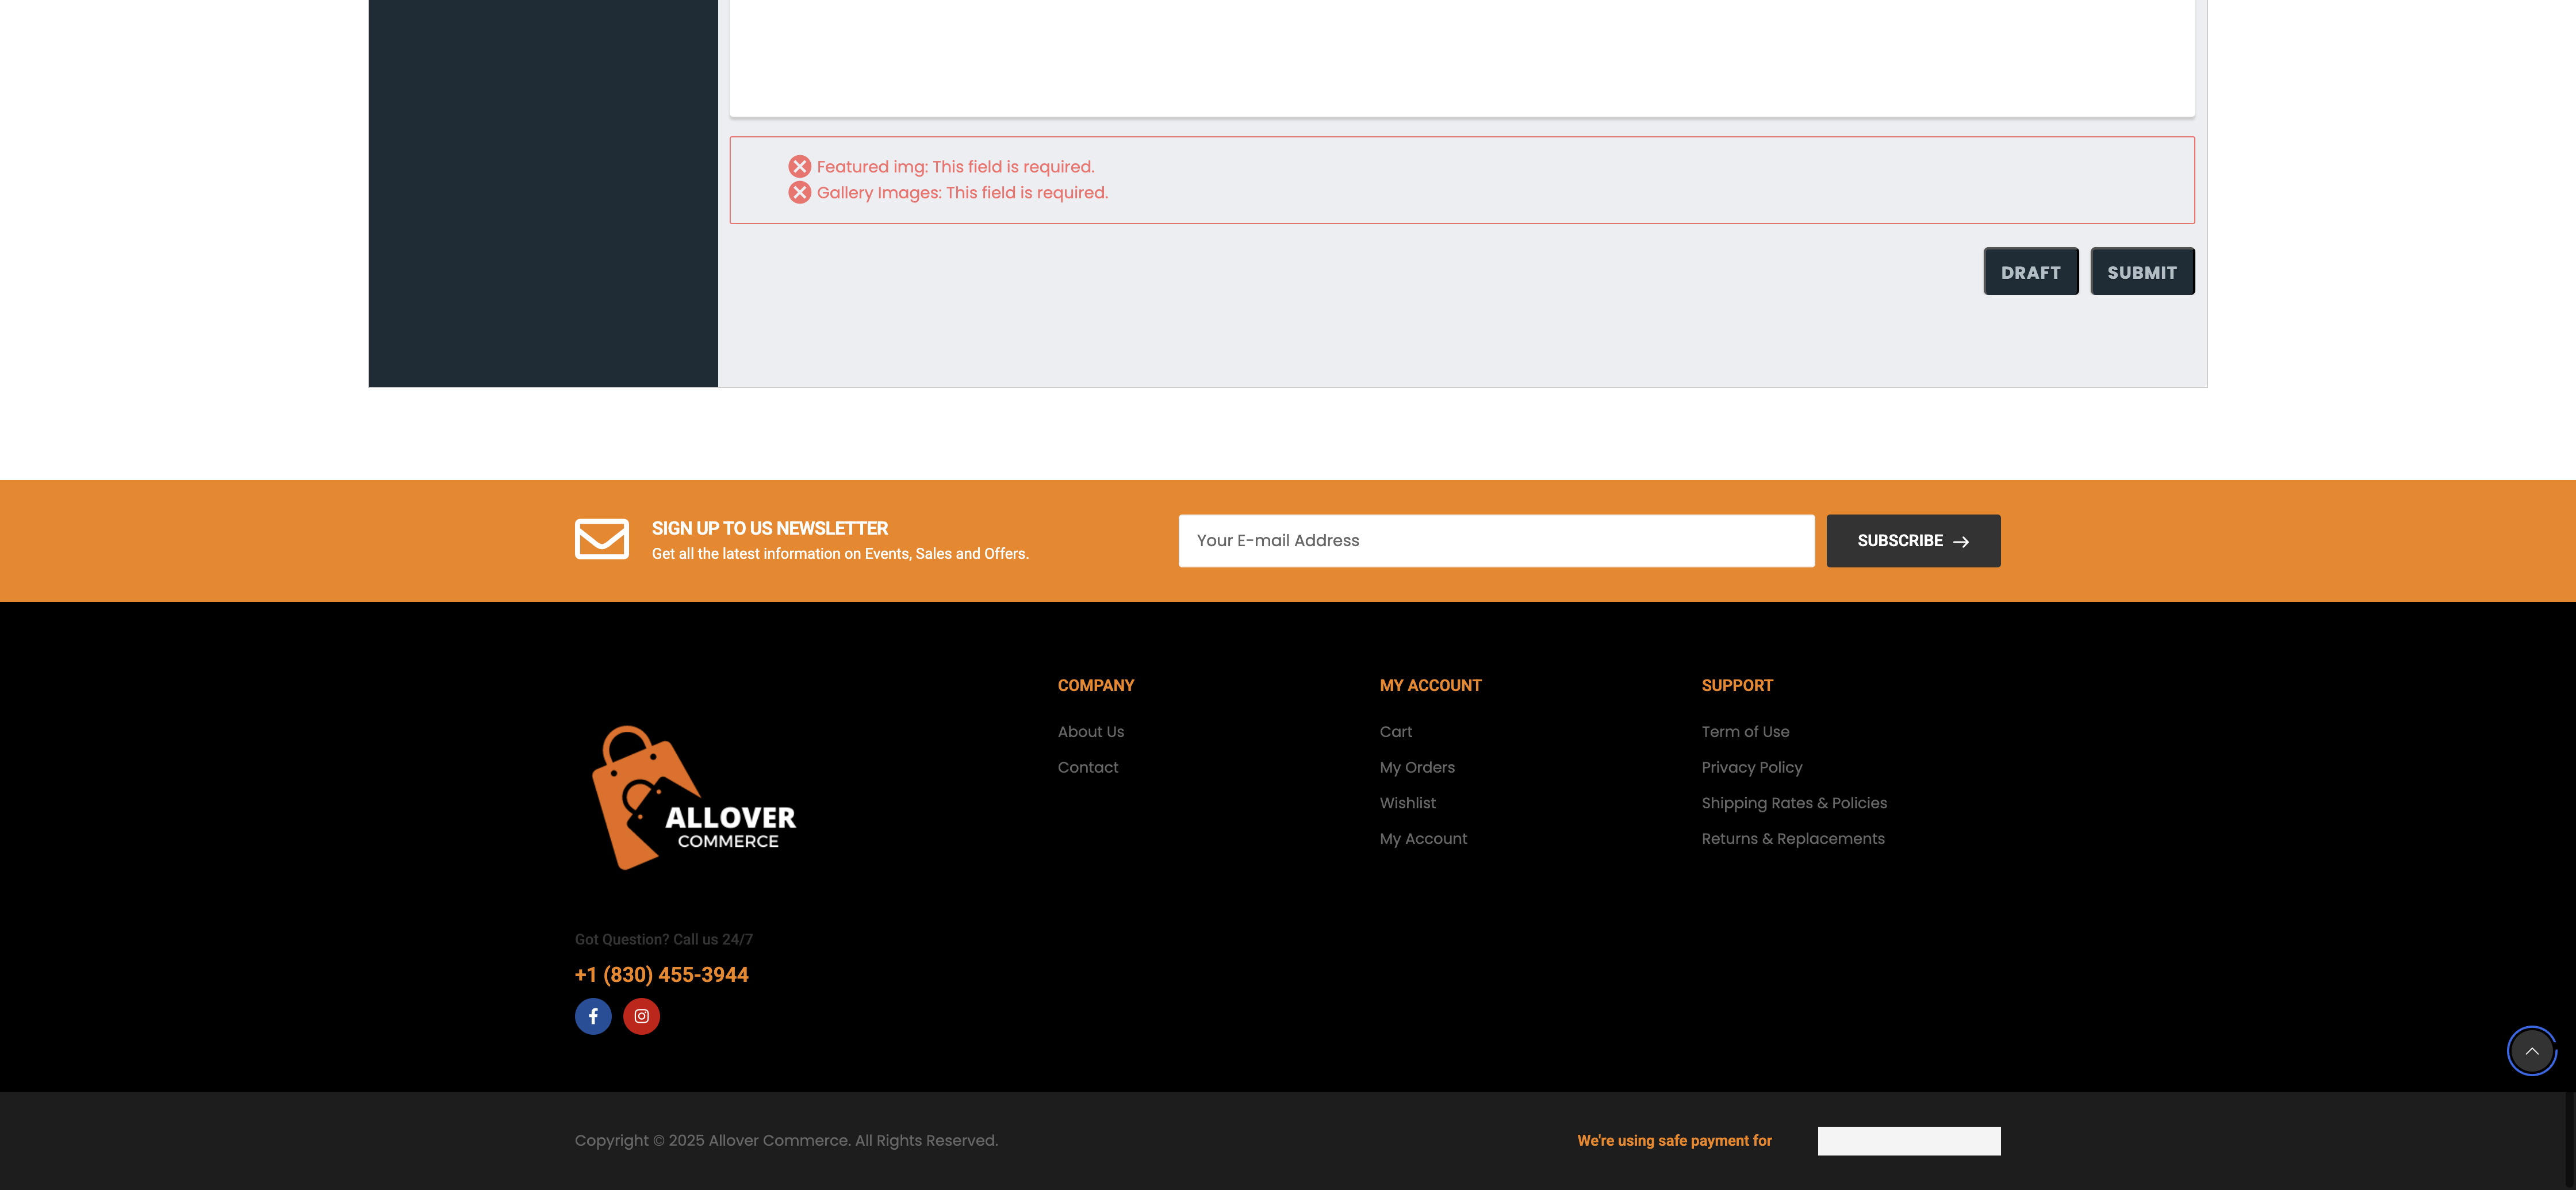 Featured img: This field is required.
Gallery Images: This field is required.
DRAFT
SUBMIT
SIGN UP TO US NEWSLETTER
Get all the latest information on Events, Sales and Offers.
Your E-mail Address
SUBSCRIBE
COMPANY
About Us
Contact
MY ACCOUNT
Cart
My Orders
Wishlist
My Account
SUPPORT
Term of Use
Privacy Policy
Shipping Rates & Policies
Returns & Replacements
ALLOVER
COMMERCE
Got Question? Call us 24/7
+1 (830) 455-3944
Copyright © 2025 Allover Commerce. All Rights Reserved.
We're using safe payment for